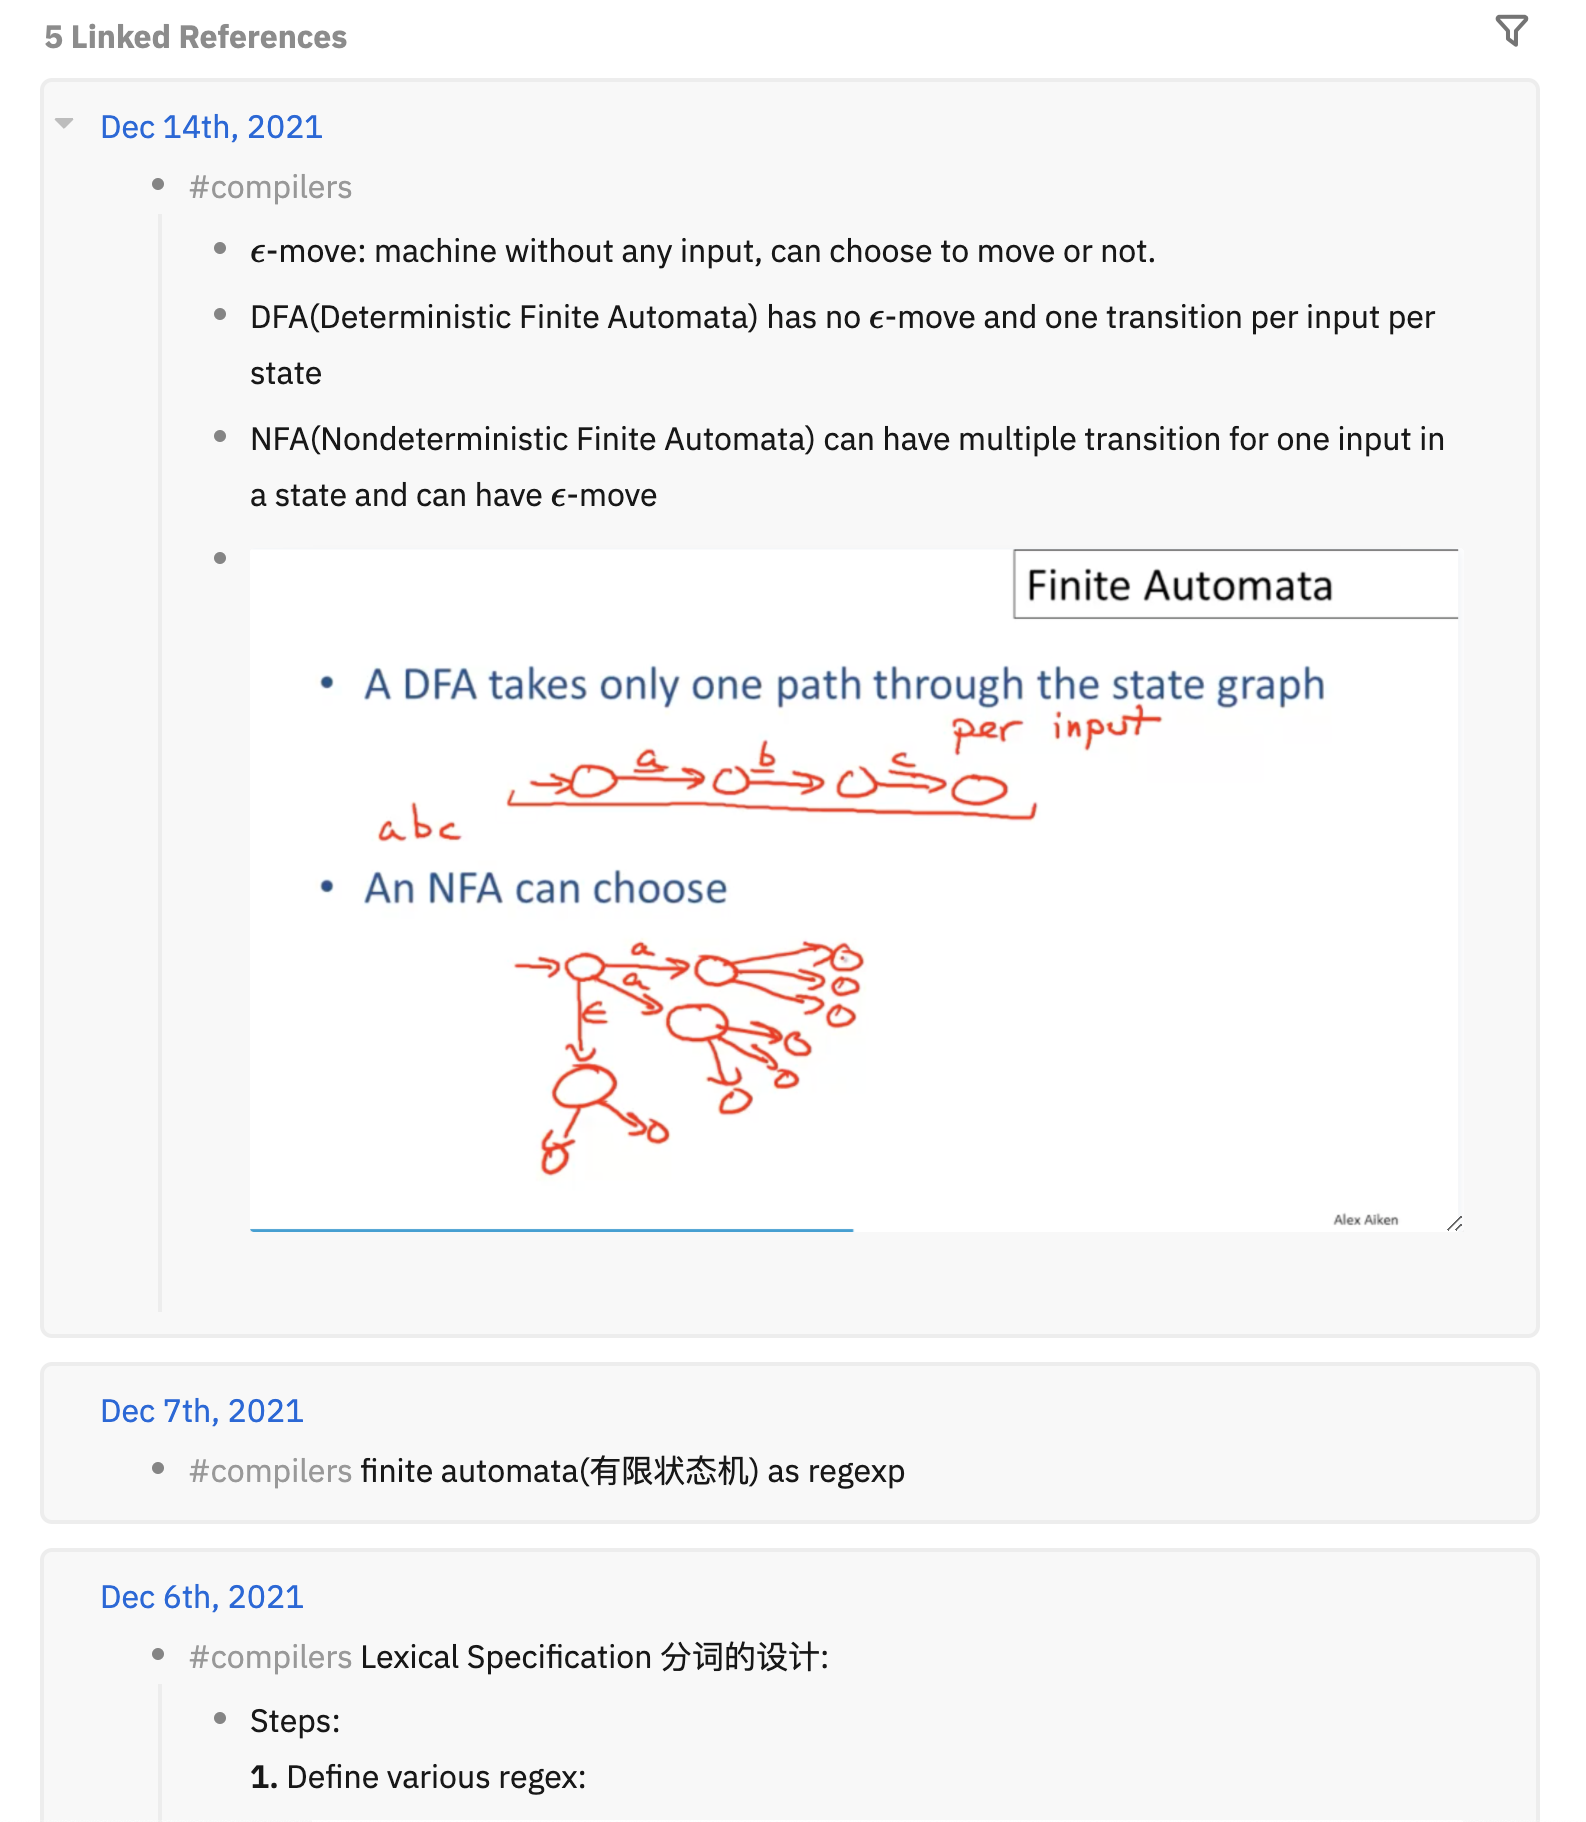 5 Linked References
Dec 14th, 2021
#compilers
ϵ-move: machine without any input, can choose to move or not.
DFA(Deterministic Finite Automata) has no ϵ-move and one transition per input per
state
NFA(Nondeterministic Finite Automata) can have multiple transition for one input in
a state and can have ϵ-move
Finite Automata
• A DFA takes only one path through the state graph
per input
a b c
abc
• An NFA can choose
a
a
ϵ
Alex Aiken
Dec 7th, 2021
#compilers finite automata(有限状态机) as regexp
Dec 6th, 2021
#compilers Lexical Specification 分词的设计:
Steps:
1. Define various regex: